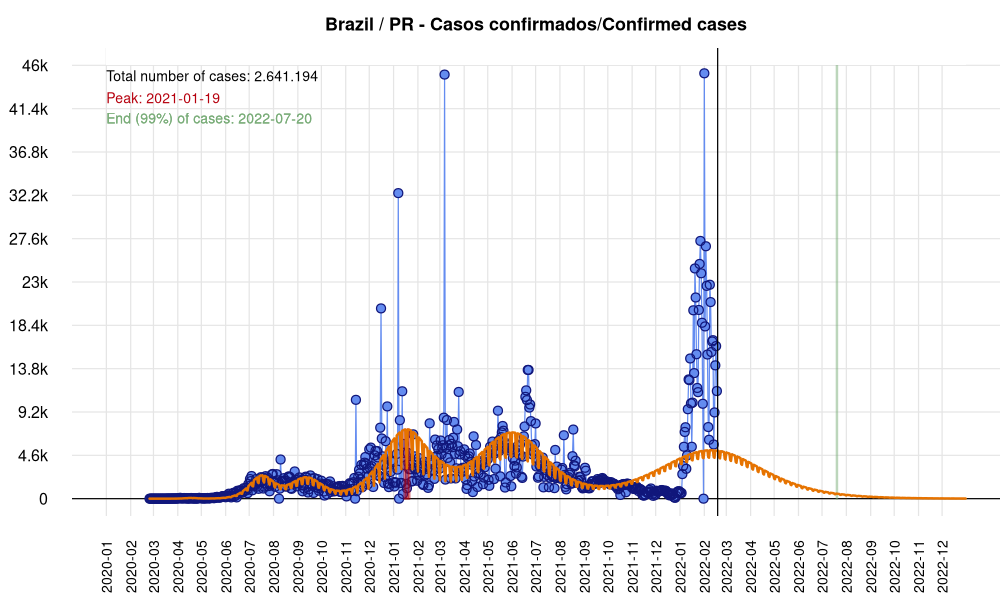 Brazil / PR - Casos confirmados/Confirmed cases
46k
41.4k
36.8k
32.2k
27.6k
23k
18.4k
13.8k
9.2k
4.6k
0
Total number of cases: 2.641.194
Peak: 2021-01-19
End (99%) of cases: 2022-07-20
2020-01
2020-02
2020-03
2020-04
2020-05
2020-06
2020-07
2020-08
2020-09
2020-10
2020-11
2020-12
2021-01
2021-02
2021-03
2021-04
2021-05
2021-06
2021-07
2021-08
2021-09
2021-10
2021-11
2021-12
2022-01
2022-02
2022-03
2022-04
2022-05
2022-06
2022-07
2022-08
2022-09
2022-10
2022-11
2022-12